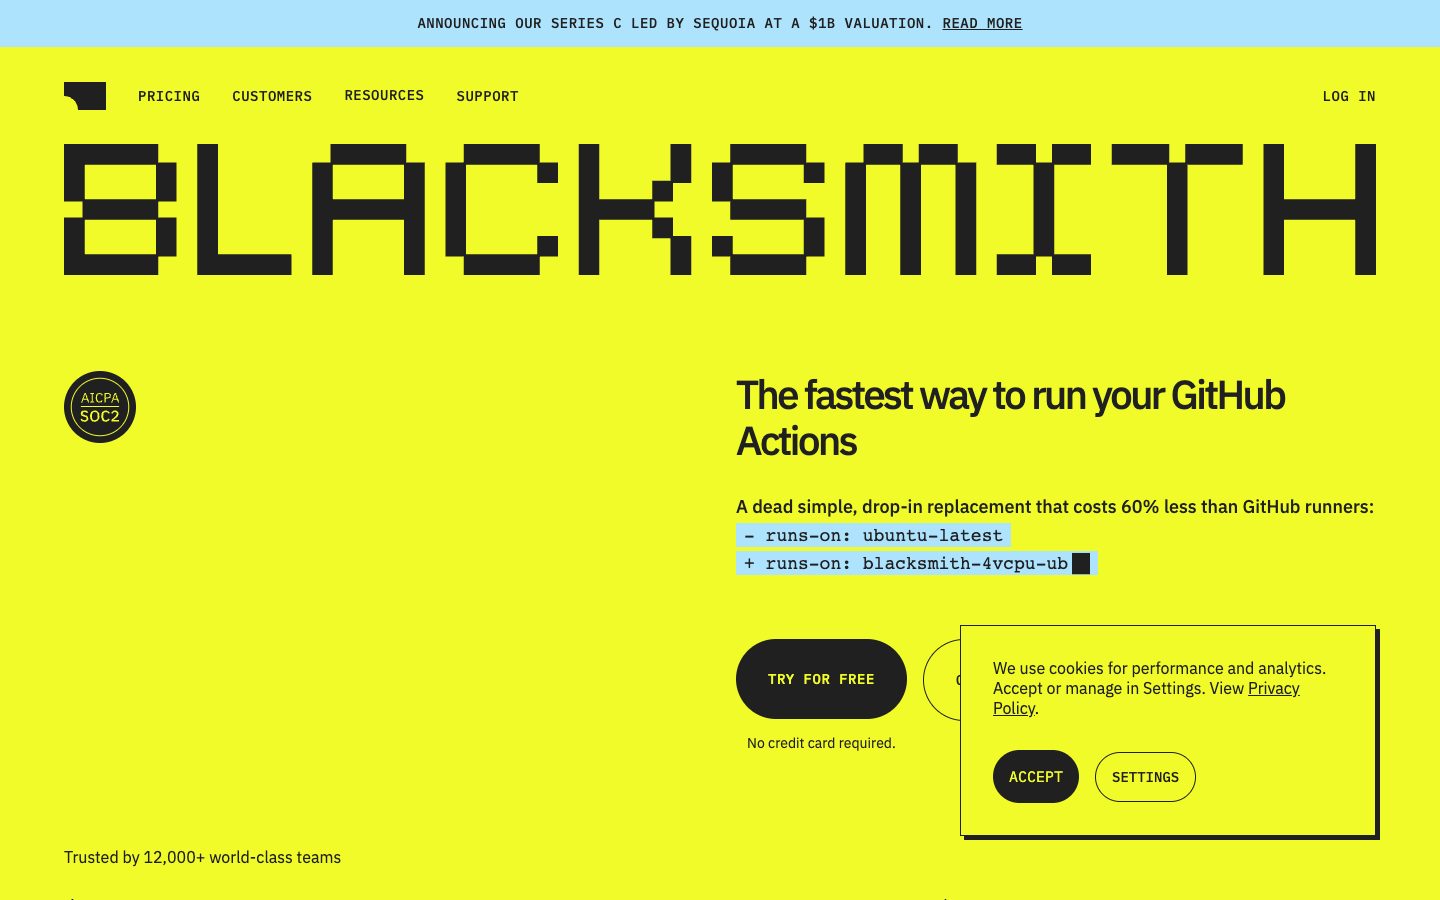 ANNOUNCING OUR SERIES C LED BY SEQUOIA AT A $1B VALUATION. READ MORE
PRICING CUSTOMERS RESOURCES SUPPORT LOG IN
BLACKSMITH
AICPA
SOC2
The fastest way to run your GitHub
Actions
A dead simple, drop-in replacement that costs 60% less than GitHub runners:
- runs-on: ubuntu-latest
+ runs-on: blacksmith-4vcpu-ub
TRY FOR FREE
No credit card required.
We use cookies for performance and analytics.
Accept or manage in Settings. View Privacy
Policy.
ACCEPT SETTINGS
Trusted by 12,000+ world-class teams